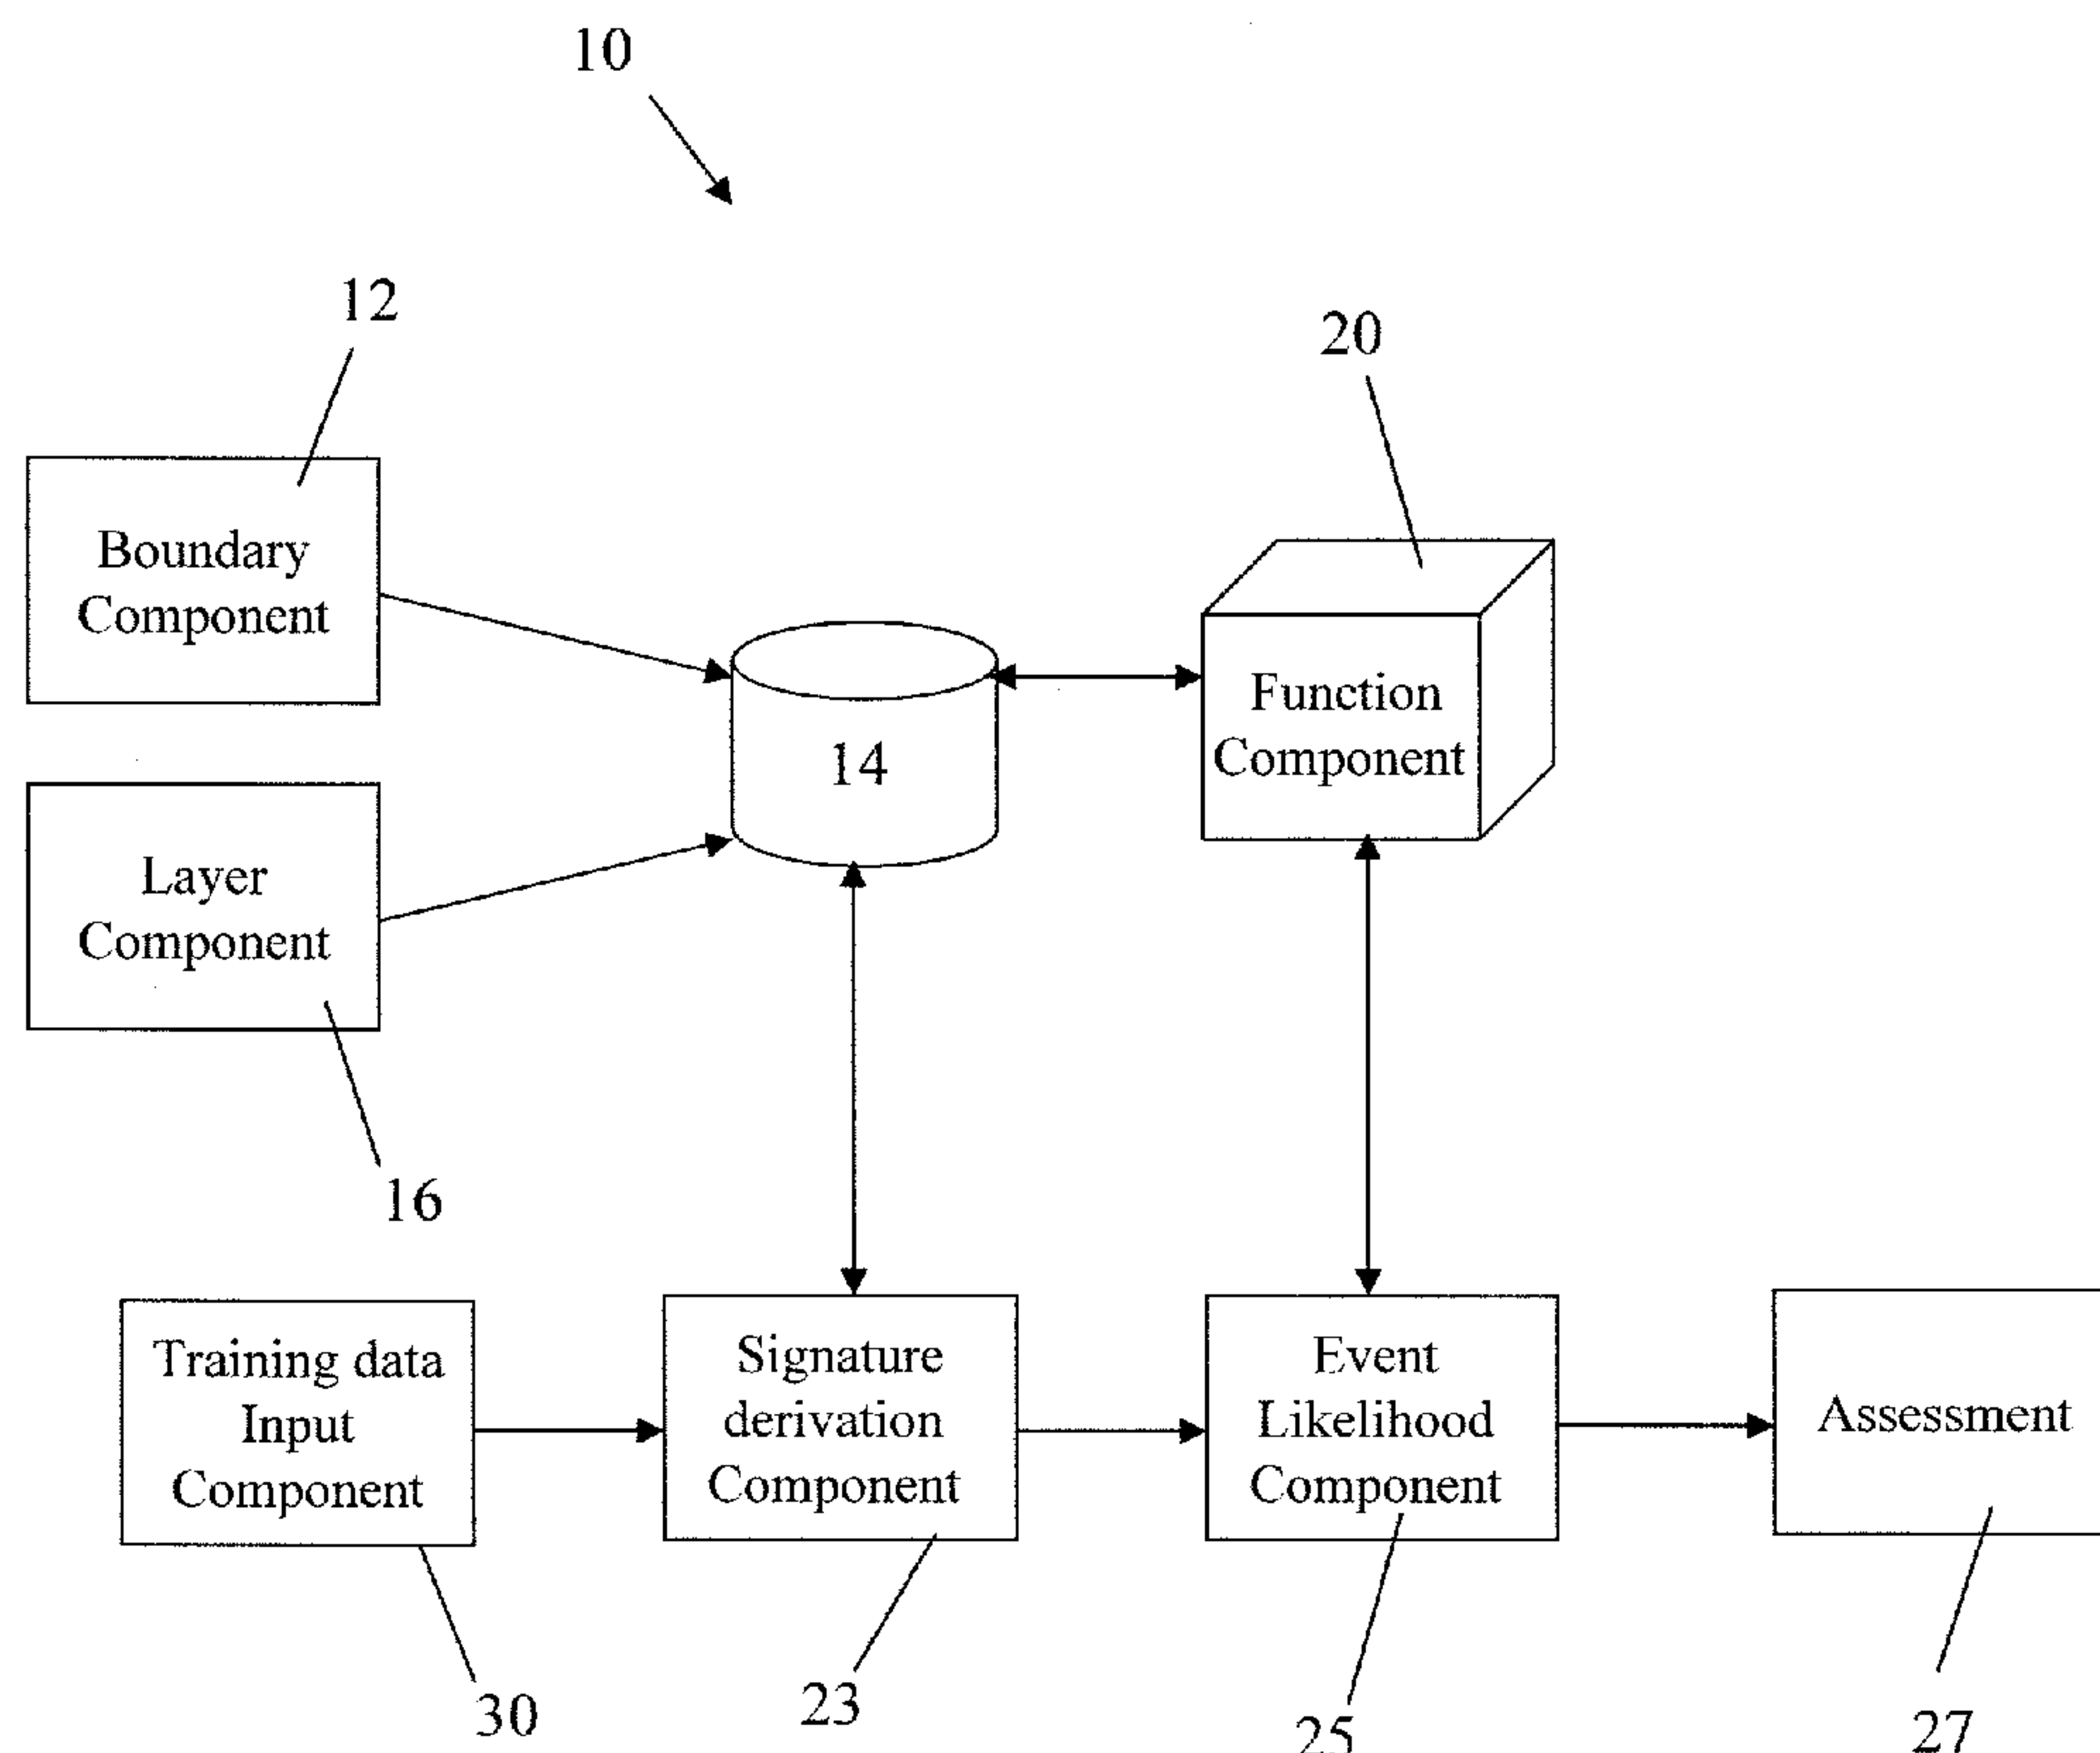 10
12
20
Boundary
Component
Function
Component
14
Layer
Component
16
Training data
Input
Component
Signature
derivation
Component
Event
Likelihood
Component
Assessment
30
23
25
27